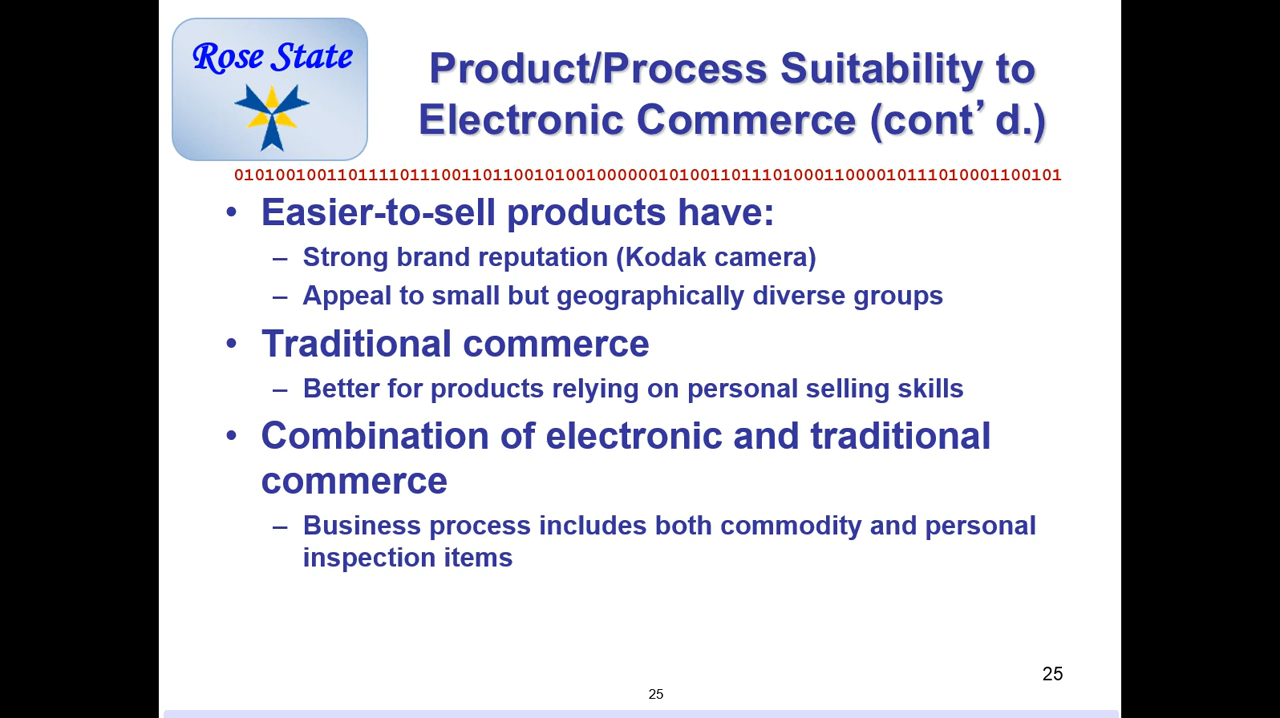 Rose State
Product/Process Suitability to
Electronic Commerce (cont’d.)
01010010011011110111001101100101001000000101001101110100011000010111010001100101
• Easier-to-sell products have:
– Strong brand reputation (Kodak camera)
– Appeal to small but geographically diverse groups
• Traditional commerce
– Better for products relying on personal selling skills
• Combination of electronic and traditional
commerce
– Business process includes both commodity and personal
inspection items
25
25